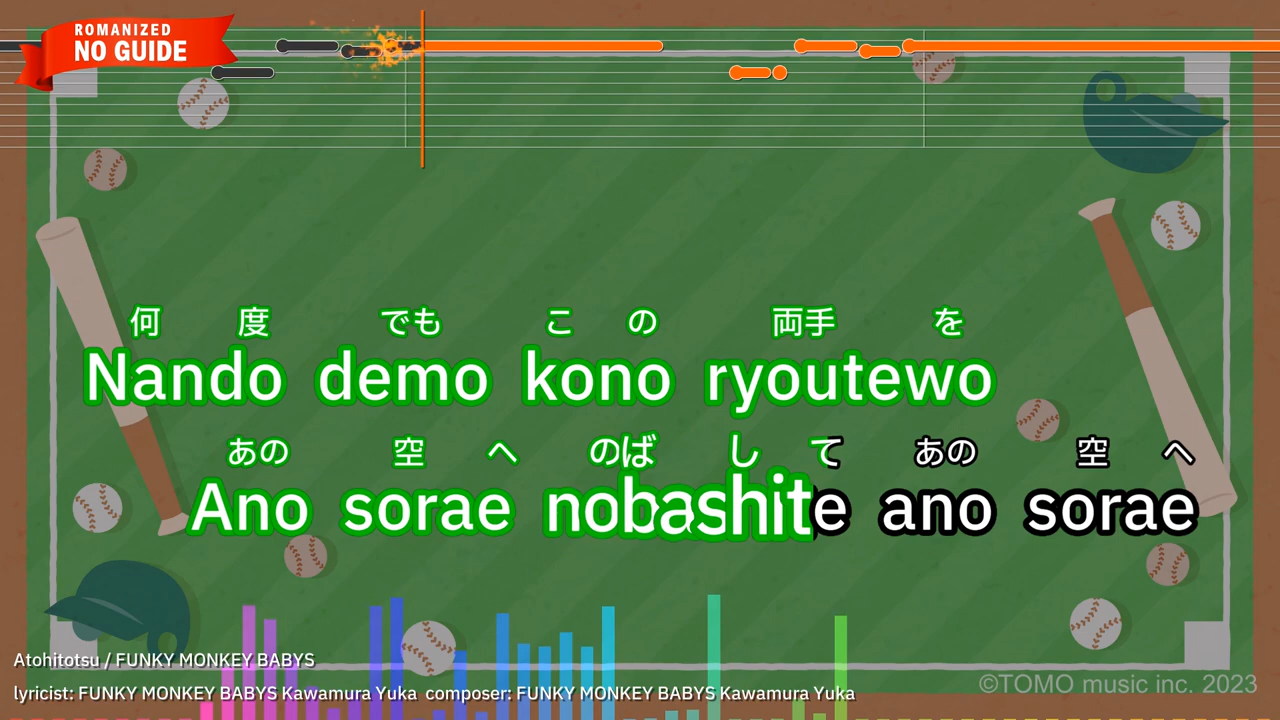 ROMANIZED
NO GUIDE
何度でもこの両手を
Nando demo kono ryoutewo
あの空へのばしてあの空へ
Ano sorae nobashite ano sorae
Atohitotsu / FUNKY MONKEY BABYS
lyricist: FUNKY MONKEY BABYS Kawamura Yuka composer: FUNKY MONKEY BABYS Kawamura Yuka
©TOMO music inc. 2023